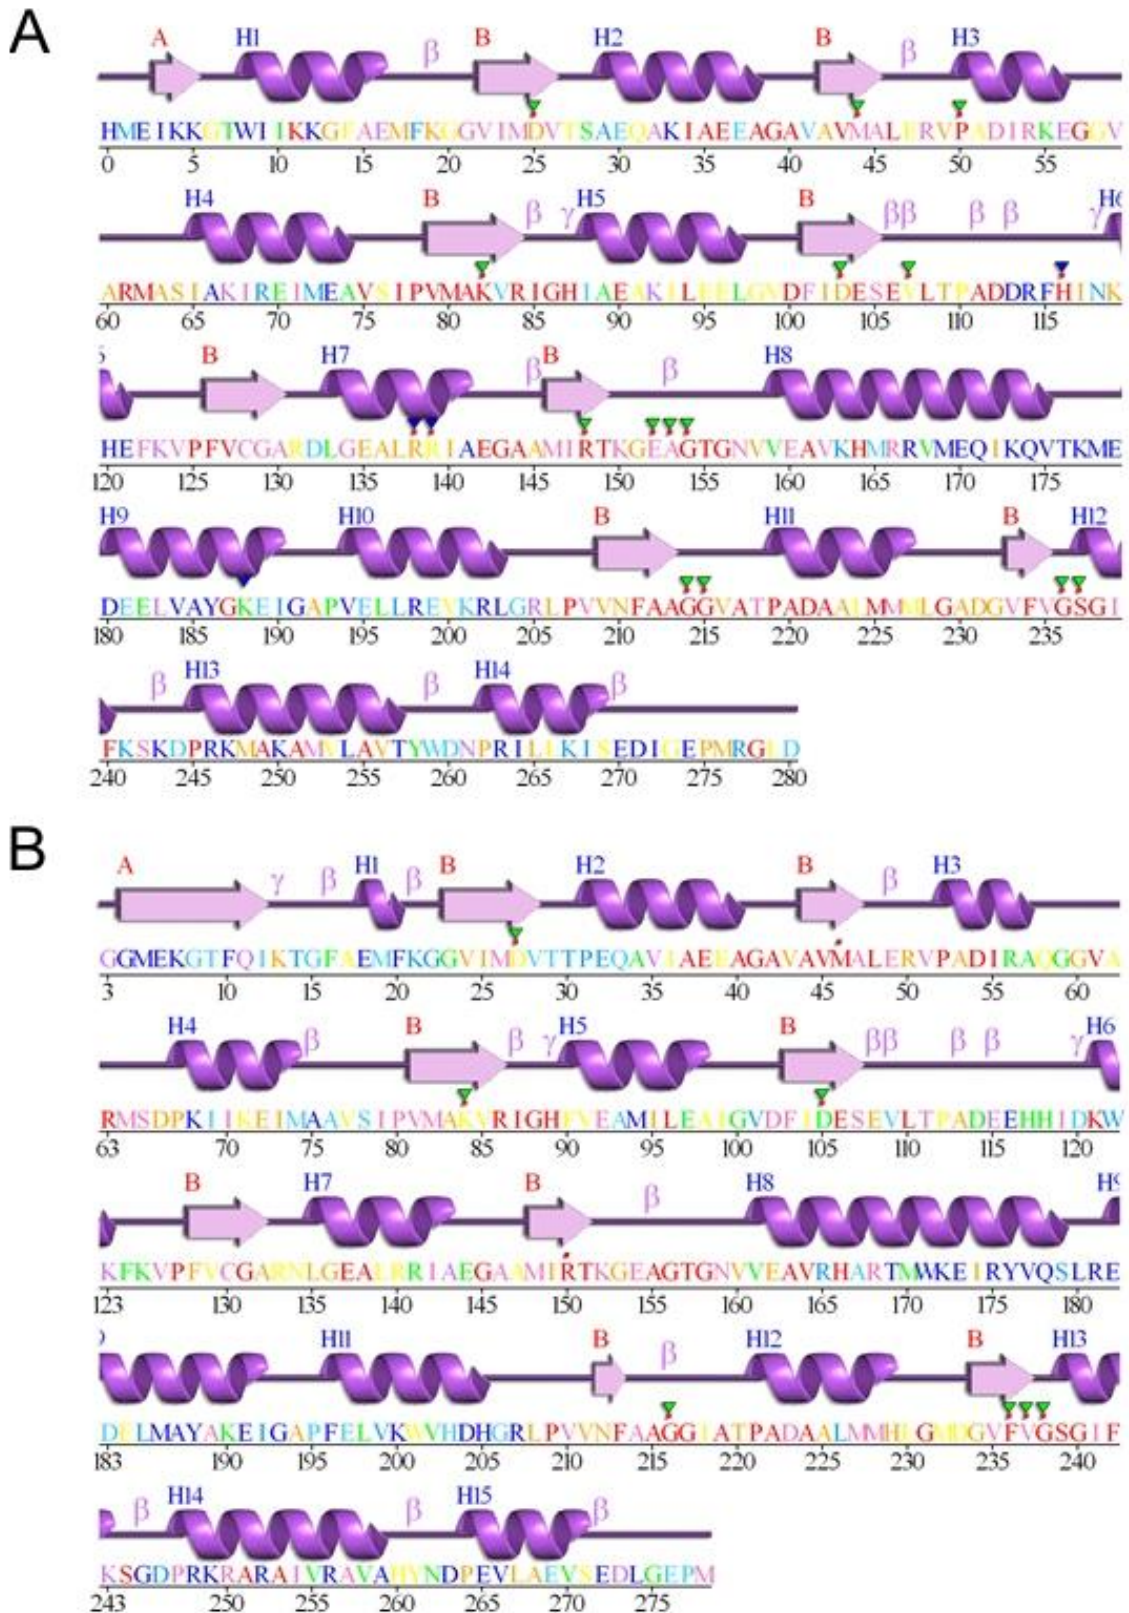 A
A H1 β B H2 B β H3
HMEIKKGTWIIKKGFAEMFKGGVIMDVTSAEQAKIAEEAGAVAVMALERVPADIRKEGGV
0 5 10 15 20 25 30 35 40 45 50 55
H4 B β γ H5 B ββ β β γ H6
ARMASIAKIREIMEAVSIPVMAKVRIGHIAEAKILEELGVDFIDESEVLTPADDRFHINK
60 65 70 75 80 85 90 95 100 105 110 115
B H7 β B β H8
HEFKVPFVCGARDLGEALRRIAEGAAMIRTKGEAGTGNVVEAVKHMRRVMEQIKQVTKME
120 125 130 135 140 145 150 155 160 165 170 175
H9 H10 B H11 B H12
DEELVAYGKEIGAPVELLREVKRLGRLPVVNFAAGGVATPADAALMMMLGADGVFVGSGI
180 185 190 195 200 205 210 215 220 225 230 235
β H13 β H14 β
FKSKDPRKMAKAMVLAVTYWDNPRILLKISEDIGEPMRGLD
240 245 250 255 260 265 270 275 280
B
A γ β H1 β B H2 B β H3
GGMEKGTFQIKTGFAEMFKGGVIMDVTTPEQAVIAEEAGAVAVMALERVPADIRAQGGVA
3 10 15 20 25 30 35 40 45 50 55 60
H4 β B β γ H5 B ββ β β γ H6
RMSDPKIIKEIMAAVSIPVMAKVRIGHFVEAMILEAIGVDFIDESEVLTPADEEHHIDKW
63 70 75 80 85 90 95 100 105 110 115 120
B H7 B β H8 H9
KFKVPFVCGARNLGEALRRIAEGAAMIRTKGEAGTGNVVEAVRHARTMWKEIRYVQSLRE
123 130 135 140 145 150 155 160 165 170 175 180
H11 B β H12 B H13
DELMAYAKEIGAPFELVKWVHDHGRLPVVNFAAGGIATPADAALMMHLGMDGVFVGSGIF
183 190 195 200 205 210 215 220 225 230 235 240
β H14 β H15 β
KSGDPRKRARAIVRAVAHYNDPEVLAEVSEDLGEPM
243 250 255 260 265 270 275